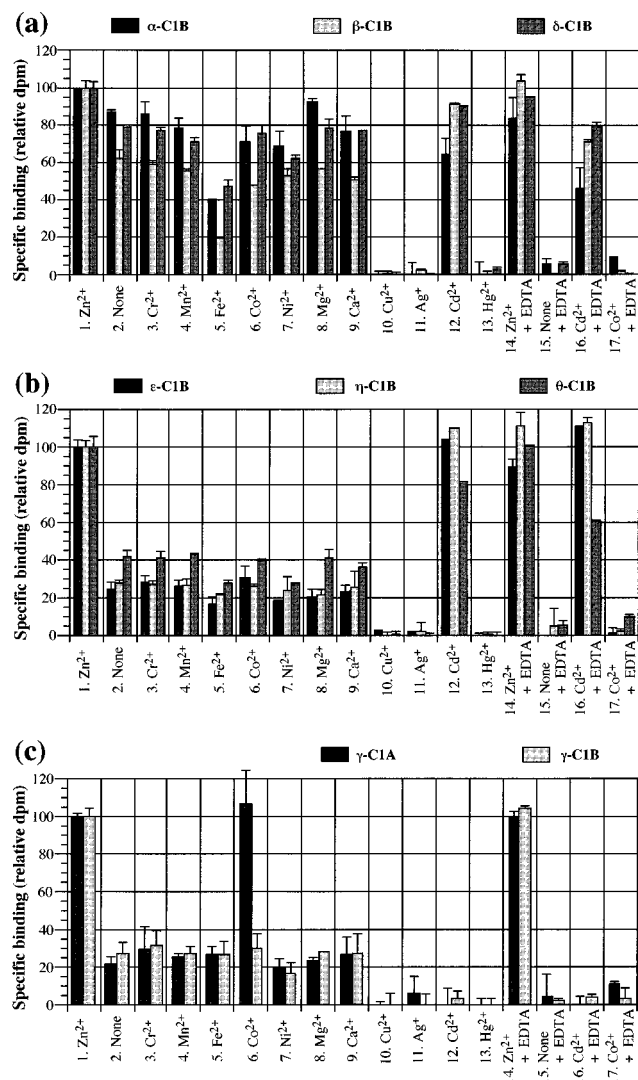 (a)
α-C1B β-C1B δ-C1B
Specific binding (relative dpm)
120
100
80
60
40
20
0
1. Zn2+
2. None
3. Cr2+
4. Mn2+
5. Fe2+
6. Co2+
7. Ni2+
8. Mg2+
9. Ca2+
10. Cu2+
11. Ag+
12. Cd2+
13. Hg2+
14. Zn2+
+ EDTA
15. None
+ EDTA
16. Cd2+
+ EDTA
17. Co2+
+ EDTA
(b)
ε-C1B η-C1B θ-C1B
Specific binding (relative dpm)
120
100
80
60
40
20
0
1. Zn2+
2. None
3. Cr2+
4. Mn2+
5. Fe2+
6. Co2+
7. Ni2+
8. Mg2+
9. Ca2+
10. Cu2+
11. Ag+
12. Cd2+
13. Hg2+
14. Zn2+
+ EDTA
15. None
+ EDTA
16. Cd2+
+ EDTA
17. Co2+
+ EDTA
(c)
γ-C1A γ-C1B
Specific binding (relative dpm)
120
100
80
60
40
20
0
1. Zn2+
2. None
3. Cr2+
4. Mn2+
5. Fe2+
6. Co2+
7. Ni2+
8. Mg2+
9. Ca2+
10. Cu2+
11. Ag+
12. Cd2+
13. Hg2+
4. Zn2+
+ EDTA
5. None
+ EDTA
6. Cd2+
+ EDTA
7. Co2+
+ EDTA